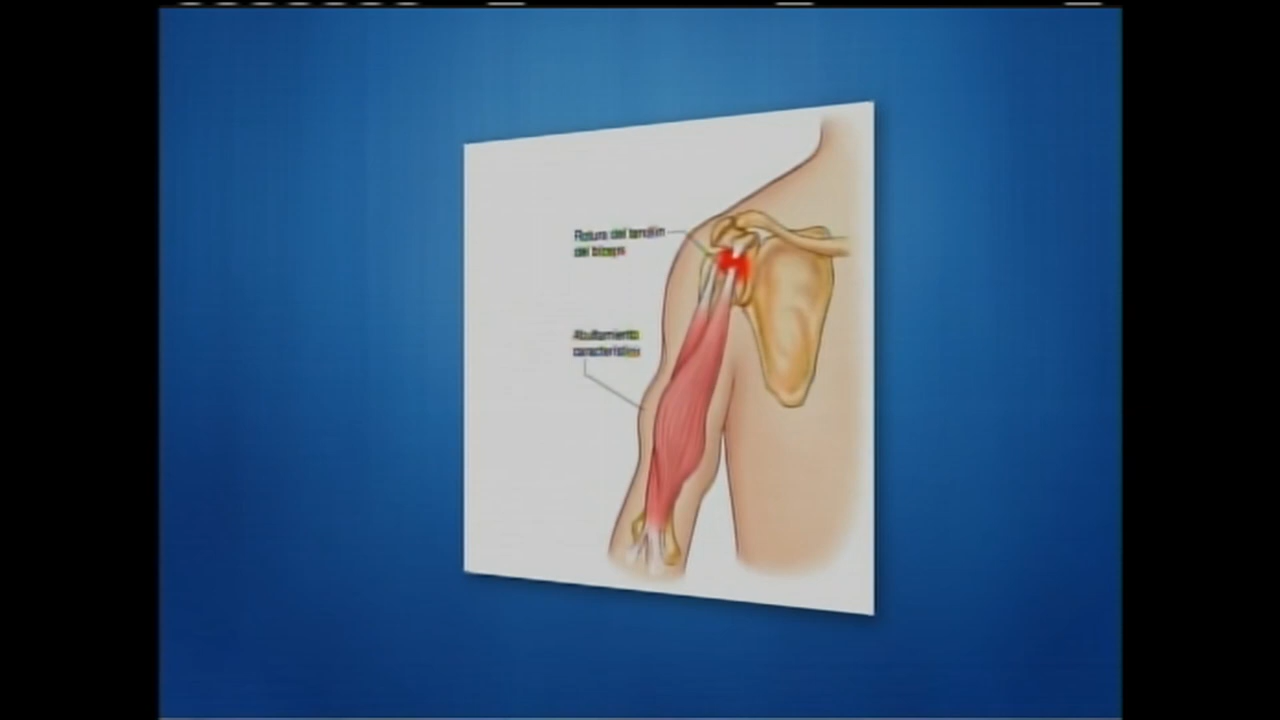 Rotura del tendón
del bíceps
Abultamiento
característico